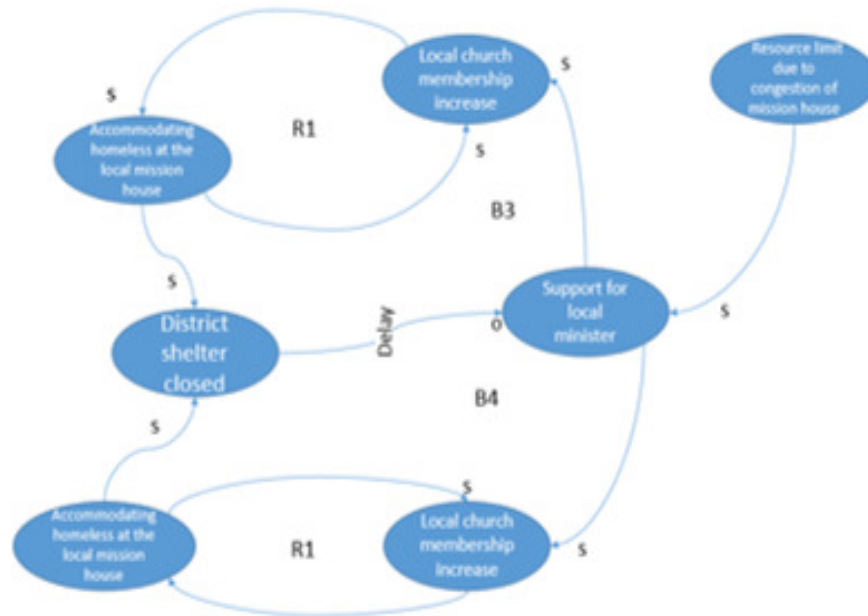 Local church
membership
increase
s
Resource limit
due to
congestion of
mission house
s
Accommodating
homeless at the
local mission
house
R1
s
B3
s
Support for
local
minister
s
District
shelter
closed
Delay
o
B4
s
s
Accommodating
homeless at the
local mission
house
R1
Local church
membership
increase
s